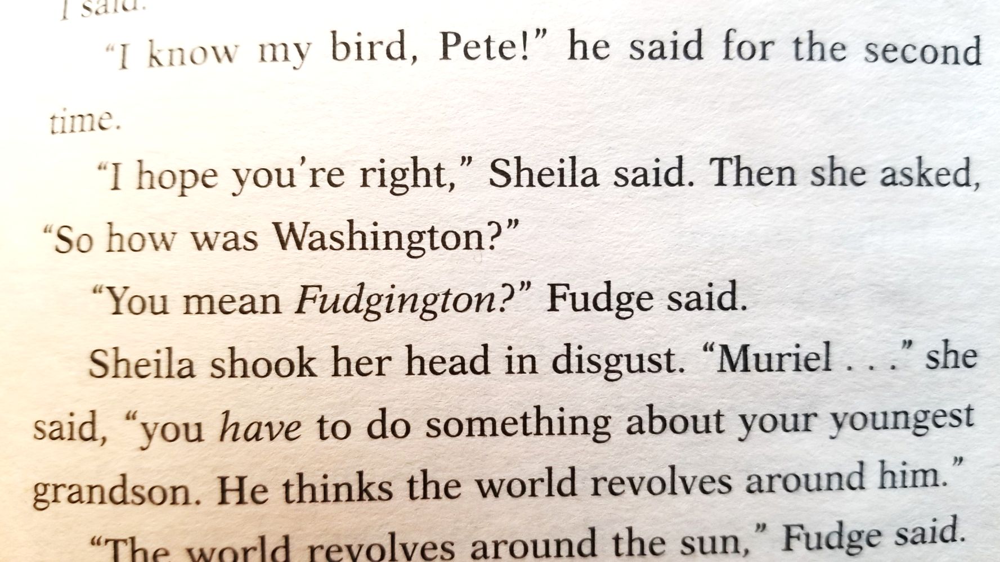 I said.
“I know my bird, Pete!” he said for the second
time.
“I hope you're right,” Sheila said. Then she asked,
“So how was Washington?”
“You mean Fudgington?” Fudge said.
Sheila shook her head in disgust. “Muriel . . .” she
said, “you have to do something about your youngest
grandson. He thinks the world revolves around him.”
“The world revolves around the sun,” Fudge said.